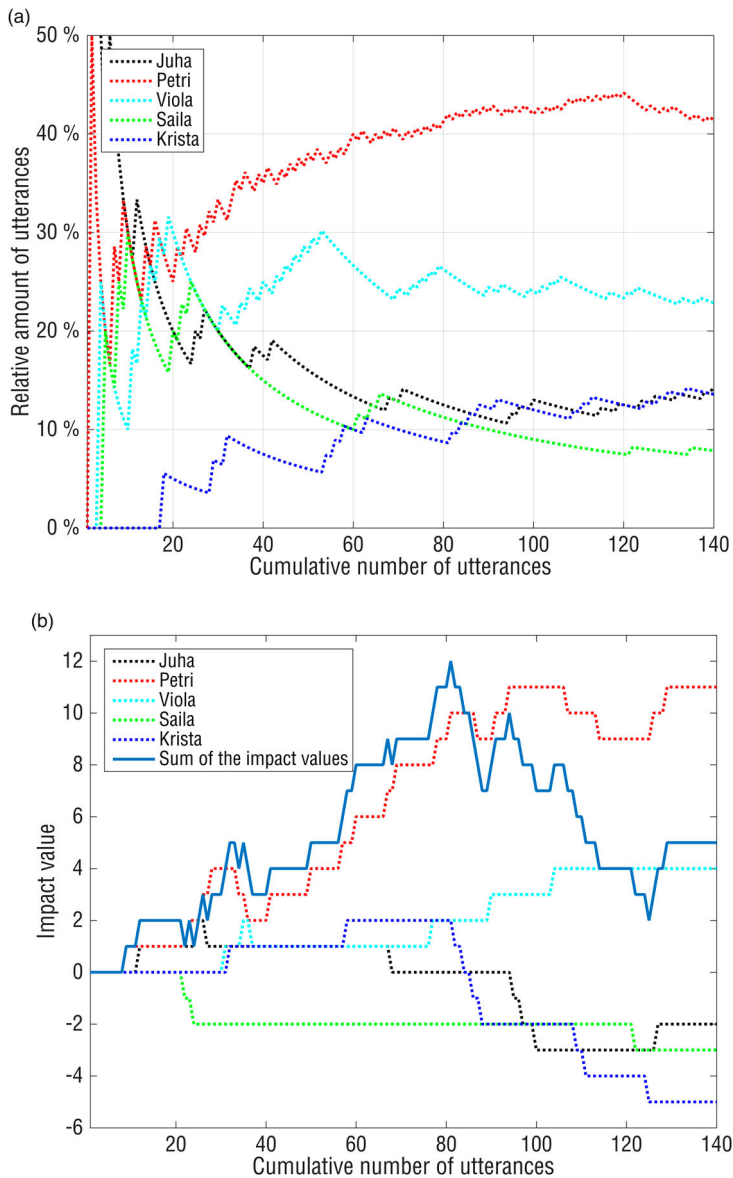 (a)
50 %
40 %
30 %
20 %
10 %
0 %
Relative amount of utterances
Juha
Petri
Viola
Saila
Krista
20 40 60 80 100 120 140
Cumulative number of utterances
(b)
12
10
8
6
4
2
0
-2
-4
-6
Impact value
Juha
Petri
Viola
Saila
Krista
Sum of the impact values
20 40 60 80 100 120 140
Cumulative number of utterances